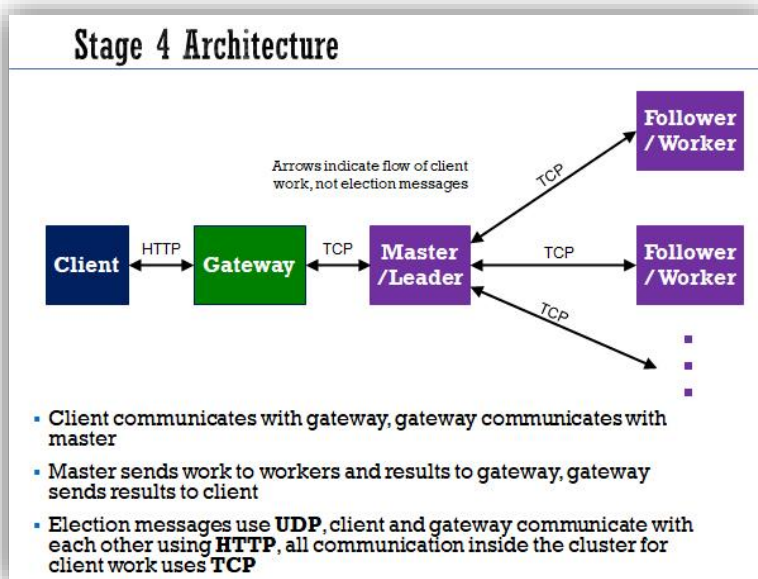 Stage 4 Architecture
Follower
/Worker
Arrows indicate flow of client
work, not election messages
TCP
Client
HTTP
Gateway
TCP
Master
/Leader
TCP
Follower
/Worker
TCP
Client communicates with gateway, gateway communicates with
master
Master sends work to workers and results to gateway, gateway
sends results to client
Election messages use UDP, client and gateway communicate with
each other using HTTP, all communication inside the cluster for
client work uses TCP